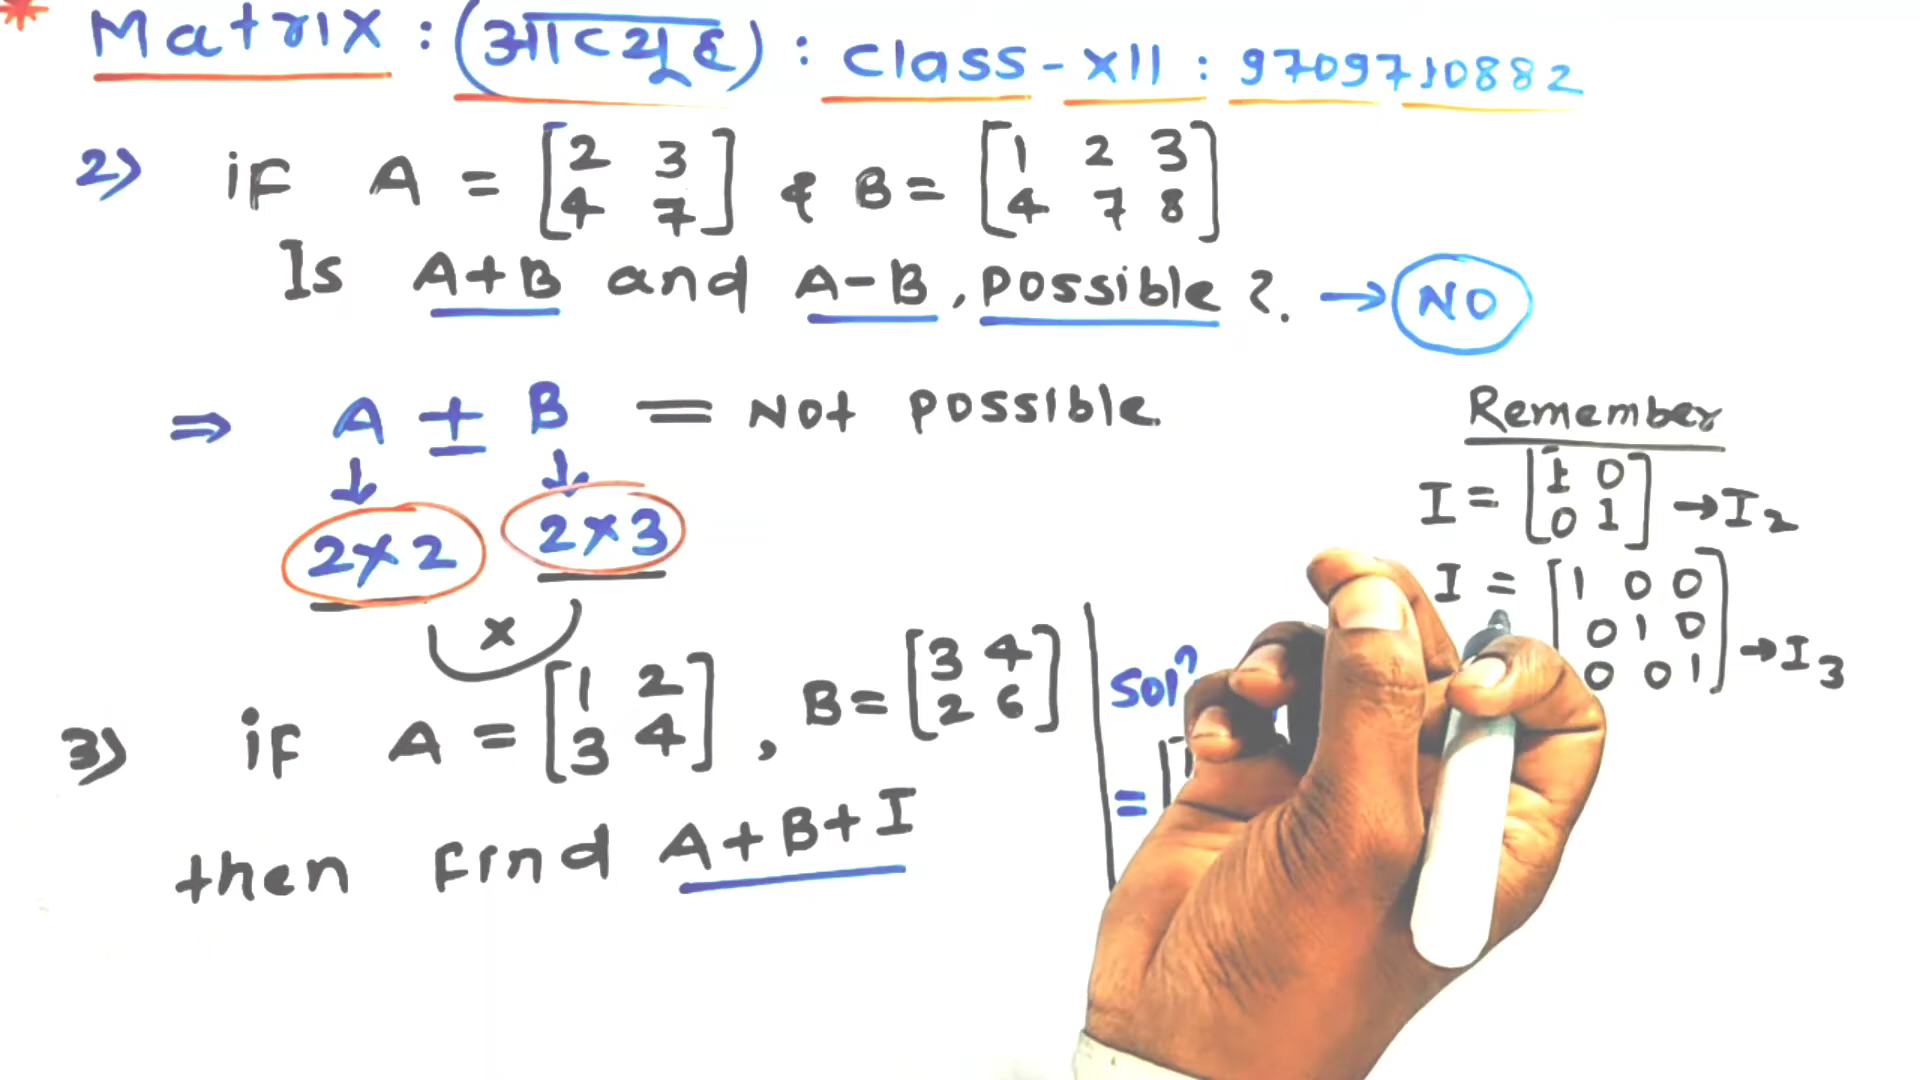 * Matrix : (आव्यूह) : Class - XII : 9709710882
2) if A = [2 3 4 7] & B = [1 2 3 4 7 8]
Is A+B and A-B, possible ?. → NO
⇒ A ± B = Not possible.
↓ ↓
2×2 2×3
×
Remember
I = [1 0 0 1] → I2
I = [1 0 0 0 1 0 0 0 1] → I3
3) if A = [1 2 3 4], B = [3 4 2 6]
then find A+B+I
Solⁿ
= [1